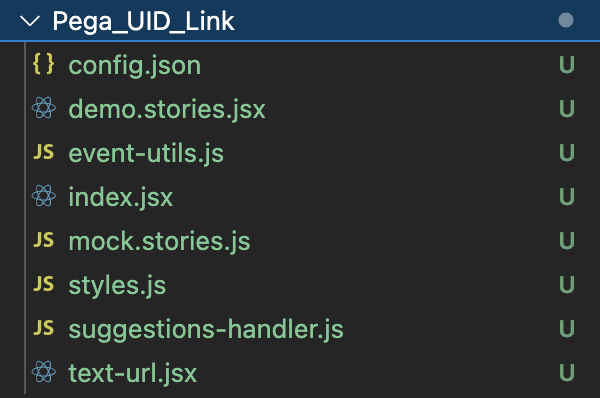 Pega_UID_Link
{} config.json U
demo.stories.jsx U
JS event-utils.js U
index.jsx U
JS mock.stories.js U
JS styles.js U
JS suggestions-handler.js U
text-url.jsx U